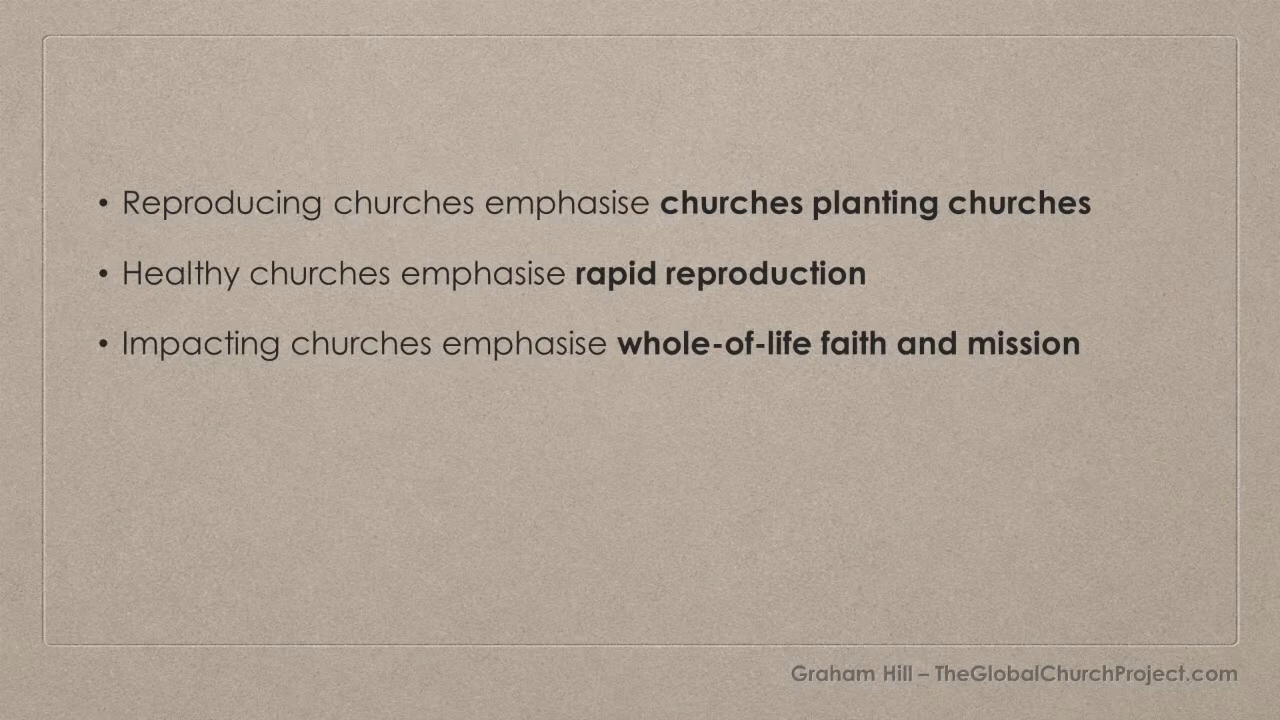 • Reproducing churches emphasise churches planting churches
• Healthy churches emphasise rapid reproduction
• Impacting churches emphasise whole-of-life faith and mission
Graham Hill – TheGlobalChurchProject.com